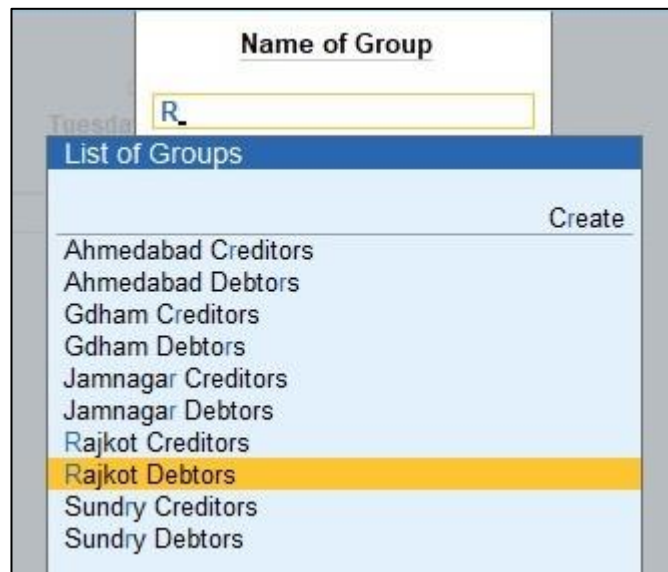 Name of Group
Tuesda
R
List of Groups
Create
Ahmedabad Creditors
Ahmedabad Debtors
Gdham Creditors
Gdham Debtors
Jamnagar Creditors
Jamnagar Debtors
Rajkot Creditors
Rajkot Debtors
Sundry Creditors
Sundry Debtors